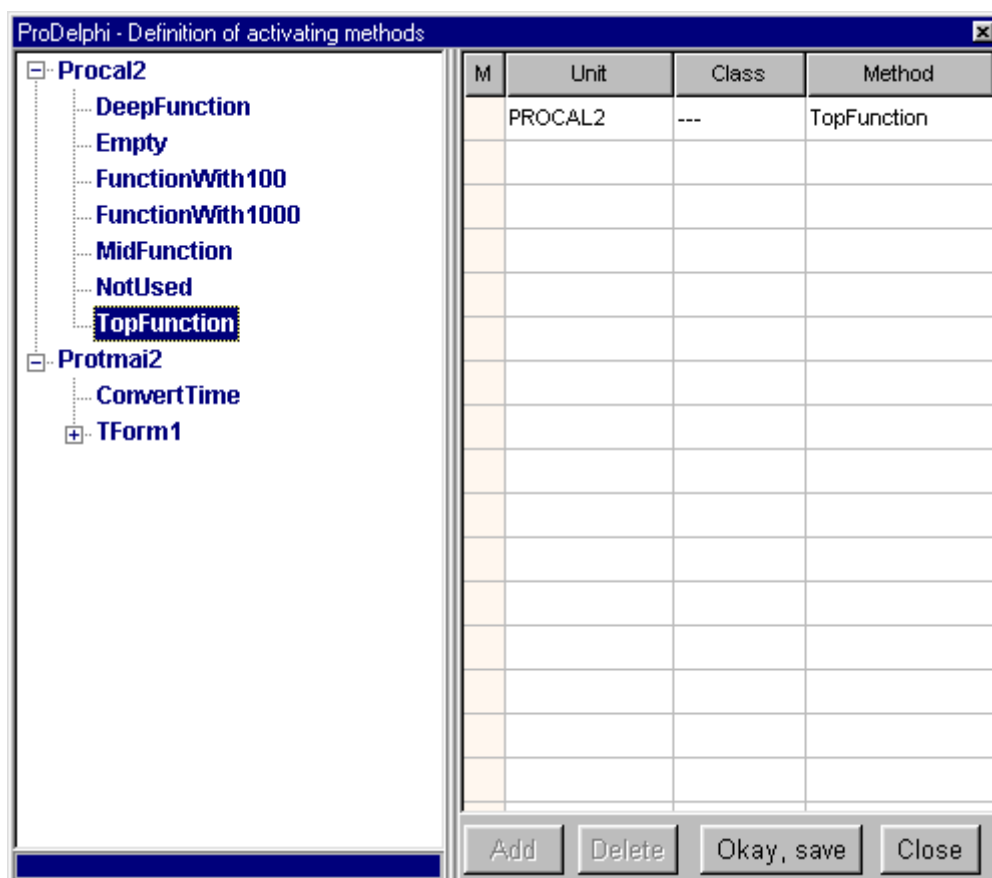 ProDelphi - Definition of activating methods
Procal2
DeepFunction
Empty
FunctionWith100
FunctionWith1000
MidFunction
NotUsed
TopFunction
Protmai2
ConvertTime
TForm1
M Unit Class Method
PROCAL2 --- TopFunction
Add Delete Okay, save Close